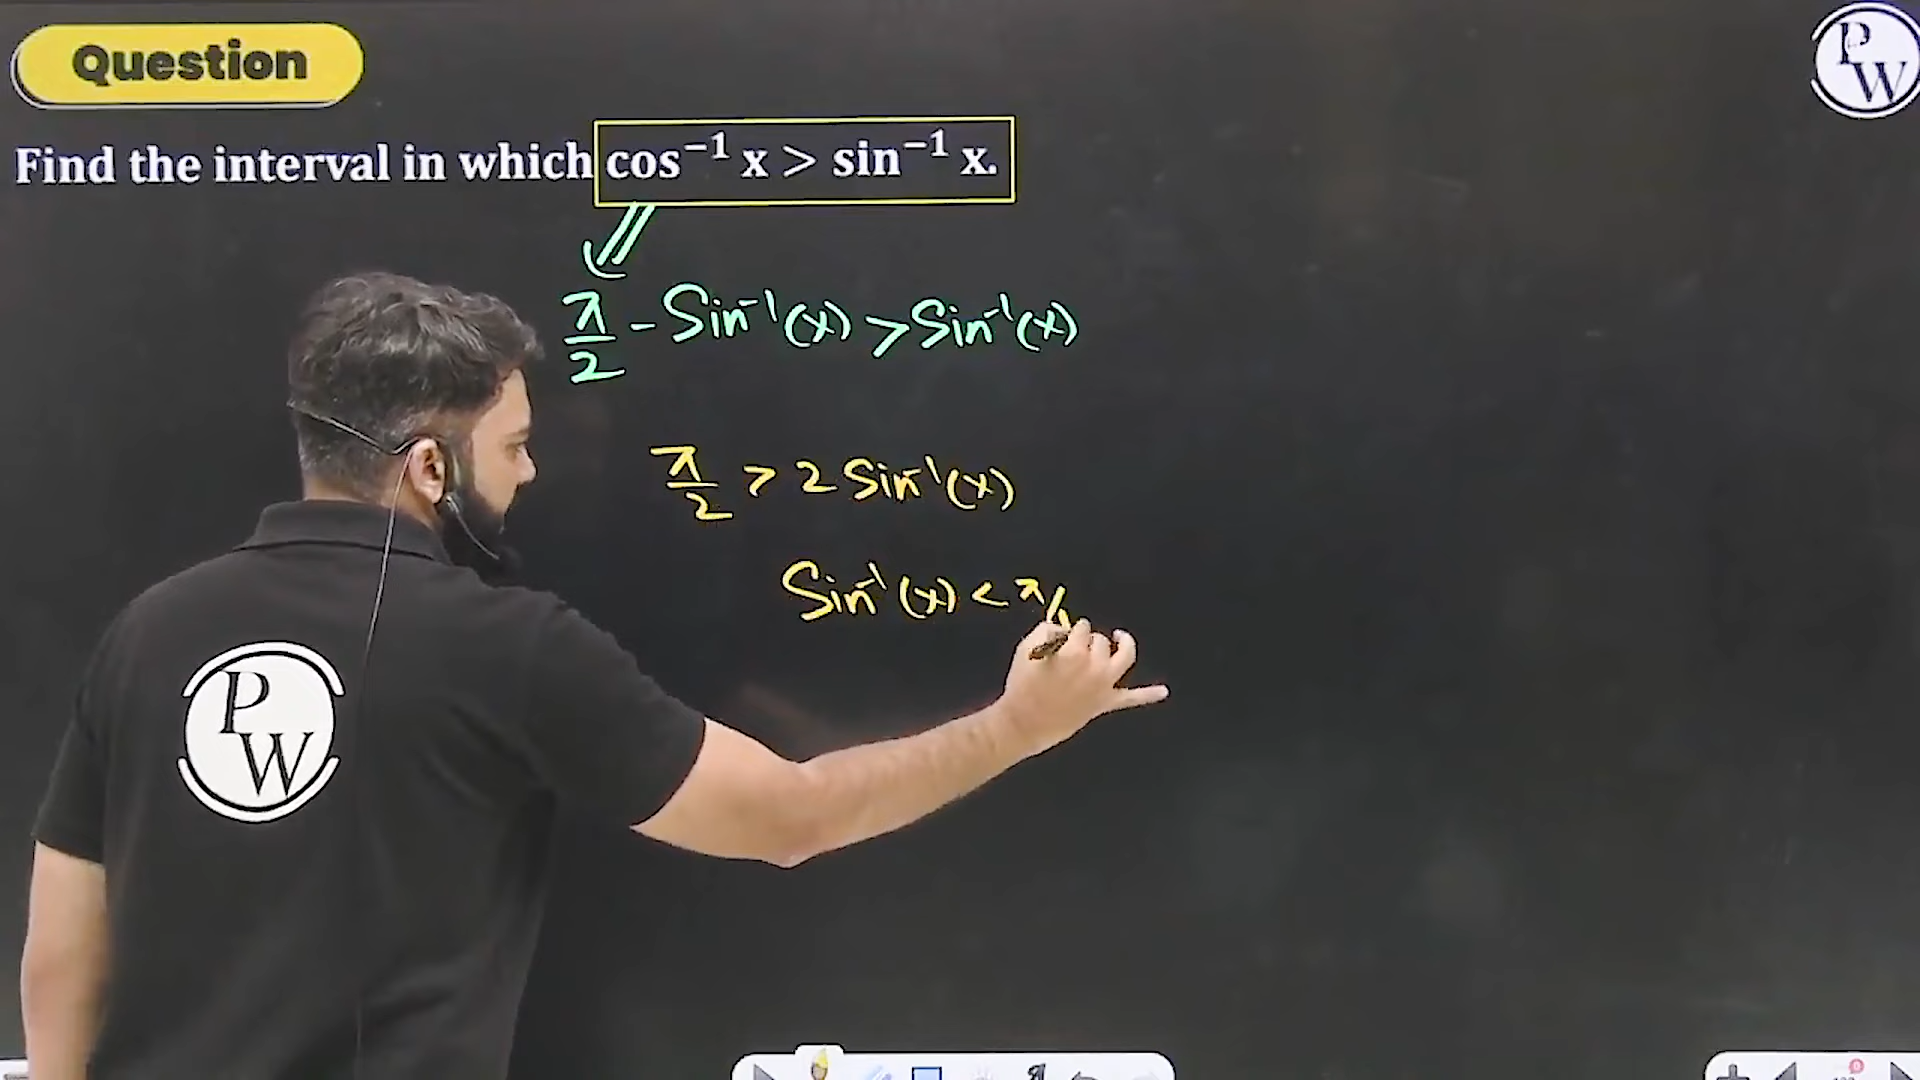 Question
PW
Find the interval in which cos⁻¹ x > sin⁻¹ x.
π/2 - Sin⁻¹(x) > Sin⁻¹(x)
π/2 > 2 Sin⁻¹(x)
Sin⁻¹(x) < π/
PW